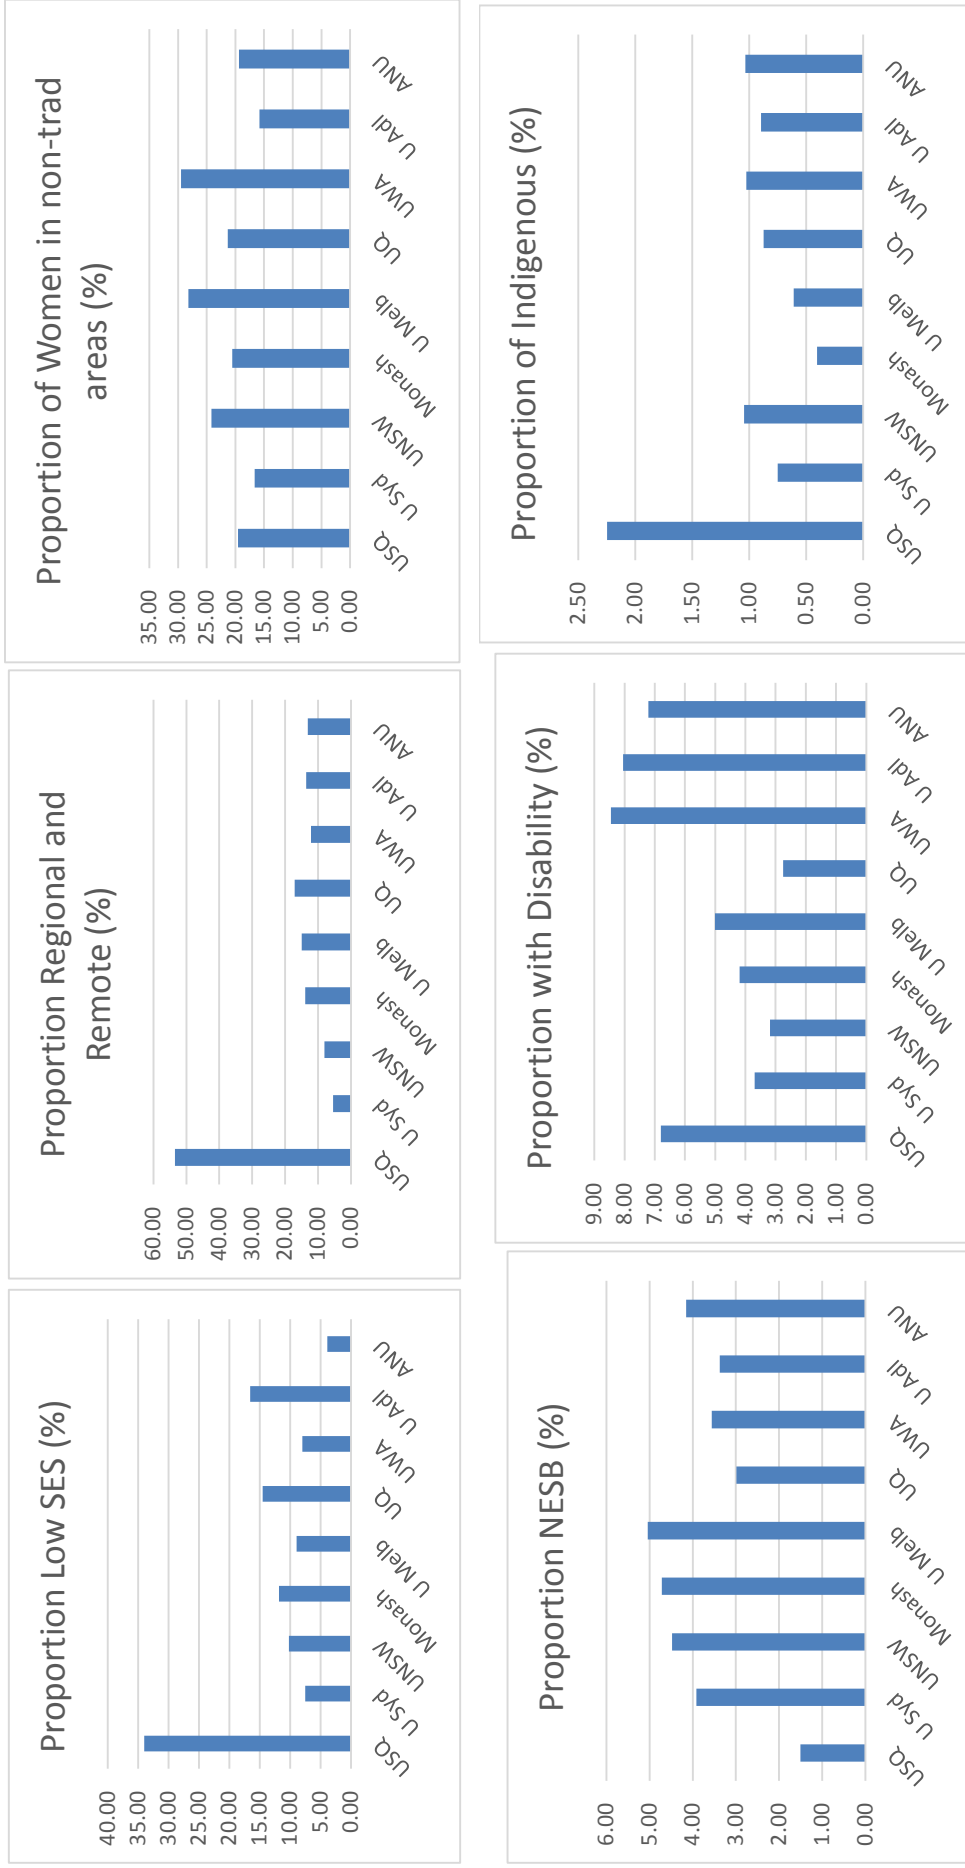 Proportion Low SES (%)
40.00
35.00
30.00
25.00
20.00
15.00
10.00
5.00
0.00
USQ
U Syd
UNSW
Monash
U Melb
UQ
UWA
U Adl
ANU
Proportion Regional and
Remote (%)
60.00
50.00
40.00
30.00
20.00
10.00
0.00
USQ
U Syd
UNSW
Monash
U Melb
UQ
UWA
U Adl
ANU
Proportion of Women in non-trad
areas (%)
35.00
30.00
25.00
20.00
15.00
10.00
5.00
0.00
USQ
U Syd
UNSW
Monash
U Melb
UQ
UWA
U Adl
ANU
Proportion NESB (%)
6.00
5.00
4.00
3.00
2.00
1.00
0.00
USQ
U Syd
UNSW
Monash
U Melb
UQ
UWA
U Adl
ANU
Proportion with Disability (%)
9.00
8.00
7.00
6.00
5.00
4.00
3.00
2.00
1.00
0.00
USQ
U Syd
UNSW
Monash
U Melb
UQ
UWA
U Adl
ANU
Proportion of Indigenous (%)
2.50
2.00
1.50
1.00
0.50
0.00
USQ
U Syd
UNSW
Monash
U Melb
UQ
UWA
U Adl
ANU